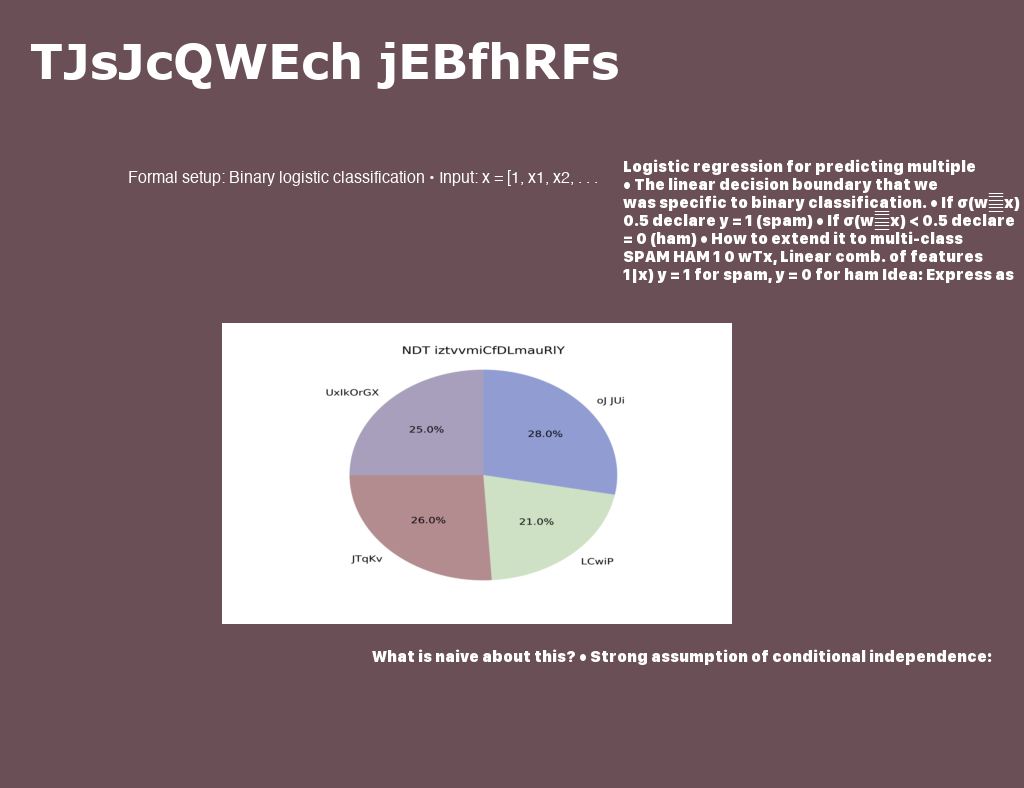 TJsJcQWEch jEBfhRFs
Formal setup: Binary logistic classification • Input: x = [1, x1, x2, . . .
Logistic regression for predicting multiple
• The linear decision boundary that we
was specific to binary classification. • If σ(w x)
0.5 declare y = 1 (spam) • If σ(w x) < 0.5 declare
= 0 (ham) • How to extend it to multi-class
SPAM HAM 1 0 wTx, Linear comb. of features
1|x) y = 1 for spam, y = 0 for ham Idea: Express as
NDT iztvvmiCfDLmauRlY
UxIkOrGX
oJ JUi
25.0%
28.0%
26.0%
21.0%
JTqKv
LCwiP
What is naive about this? • Strong assumption of conditional independence: